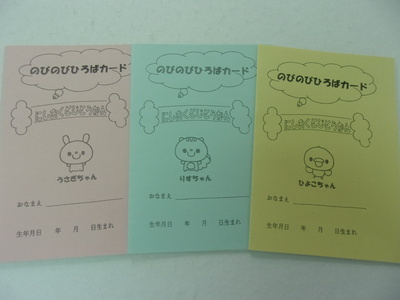 のびのびひろばカード
にしおくどじどうかん
うさぎちゃん
おなまえ
生年月日 年 月 日生まれ
のびのびひろばカード
にしおくどじどうかん
りすちゃん
おなまえ
生年月日 年 月 日生まれ
のびのびひろばカード
にしおくどじどうかん
ひよこちゃん
おなまえ
生年月日 年 月 日生まれ